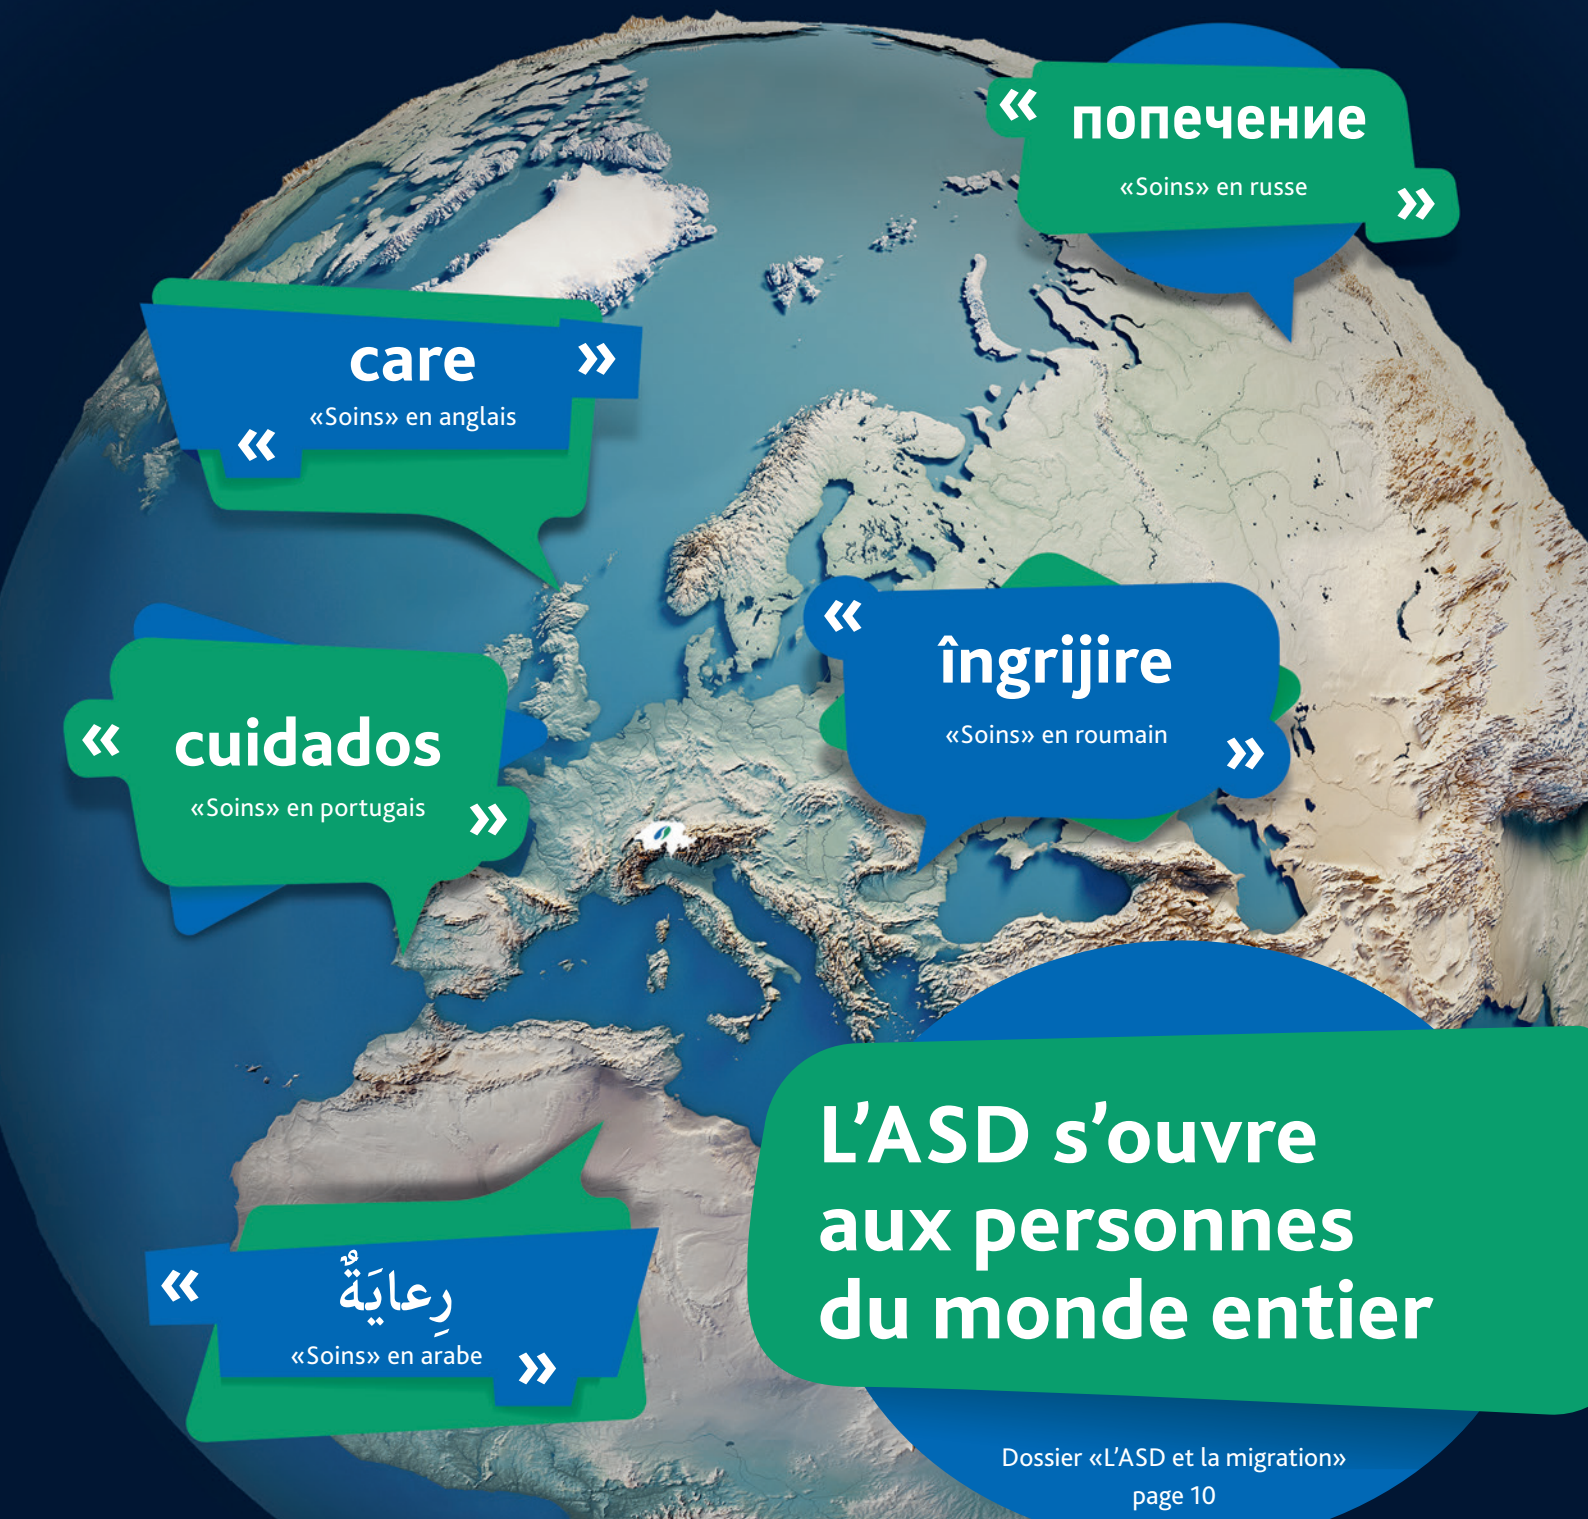 « попечение
«Soins» en russe »
care »
«Soins» en anglais
«
« îngrijire
«Soins» en roumain »
« cuidados
«Soins» en portugais »
L’ASD s’ouvre
aux personnes
du monde entier
« رِعايَةٌ
«Soins» en arabe »
Dossier «L’ASD et la migration»
page 10